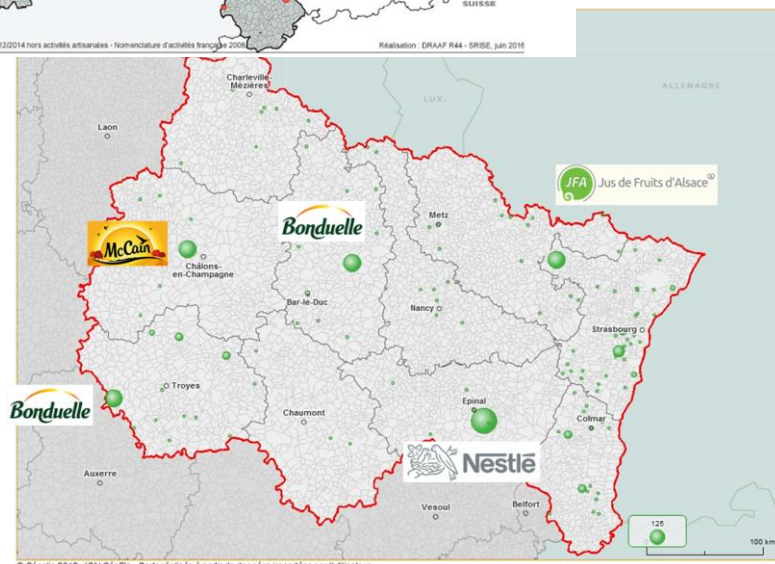 SUISSE
12/2014 hors activités artisanales - Nomenclature d'activités française 2008
Réalisation : DRAAF R44 - SRISE, juin 2016
Charleville-
Mézières
LUX.
ALLEMAGNE
Laon
JFA Jus de Fruits d'Alsace
Metz
Bonduelle
McCain
Châlons-
en-Champagne
Bar-le-Duc
Nancy
Strasbourg
Troyes
Bonduelle
Epinal
Chaumont
Colmar
Nestlé
Auxerre
Vesoul
Belfort
125
100 km